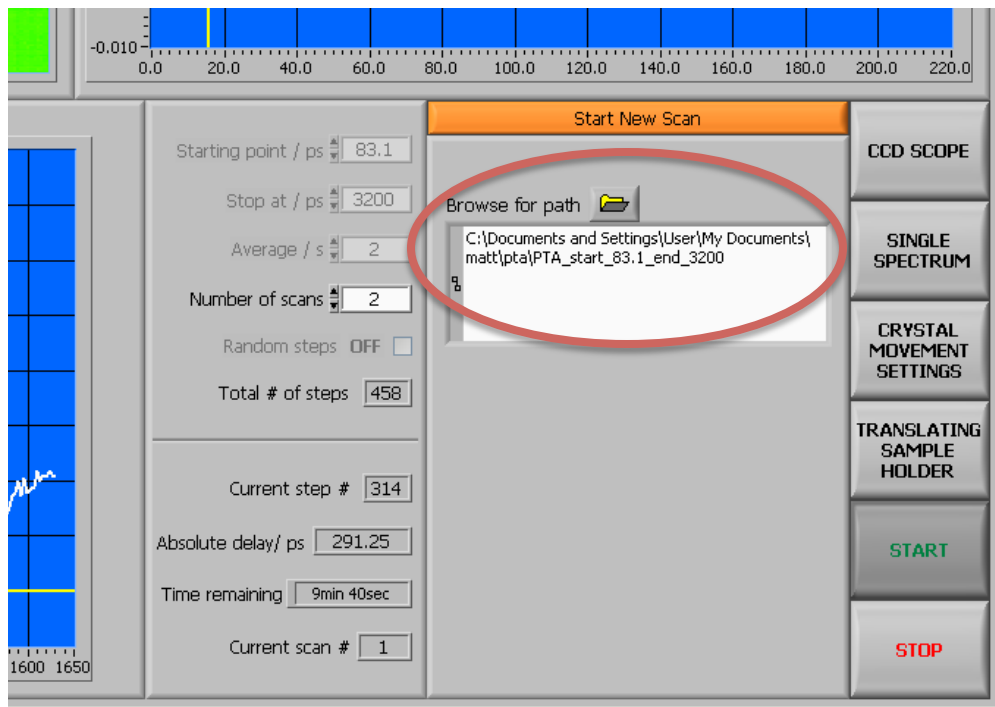 -0.010
0.0 20.0 40.0 60.0 80.0 100.0 120.0 140.0 160.0 180.0 200.0 220.0
Start New Scan
Starting point / ps 83.1
Stop at / ps 3200
Average / s 2
Number of scans 2
Random steps OFF
Total # of steps 458
Current step # 314
Absolute delay/ ps 291.25
Time remaining 9min 40sec
Current scan # 1
1600 1650
Browse for path
C:\Documents and Settings\User\My Documents\
matt\pta\PTA_start_83.1_end_3200
CCD SCOPE
SINGLE
SPECTRUM
CRYSTAL
MOVEMENT
SETTINGS
TRANSLATING
SAMPLE
HOLDER
START
STOP